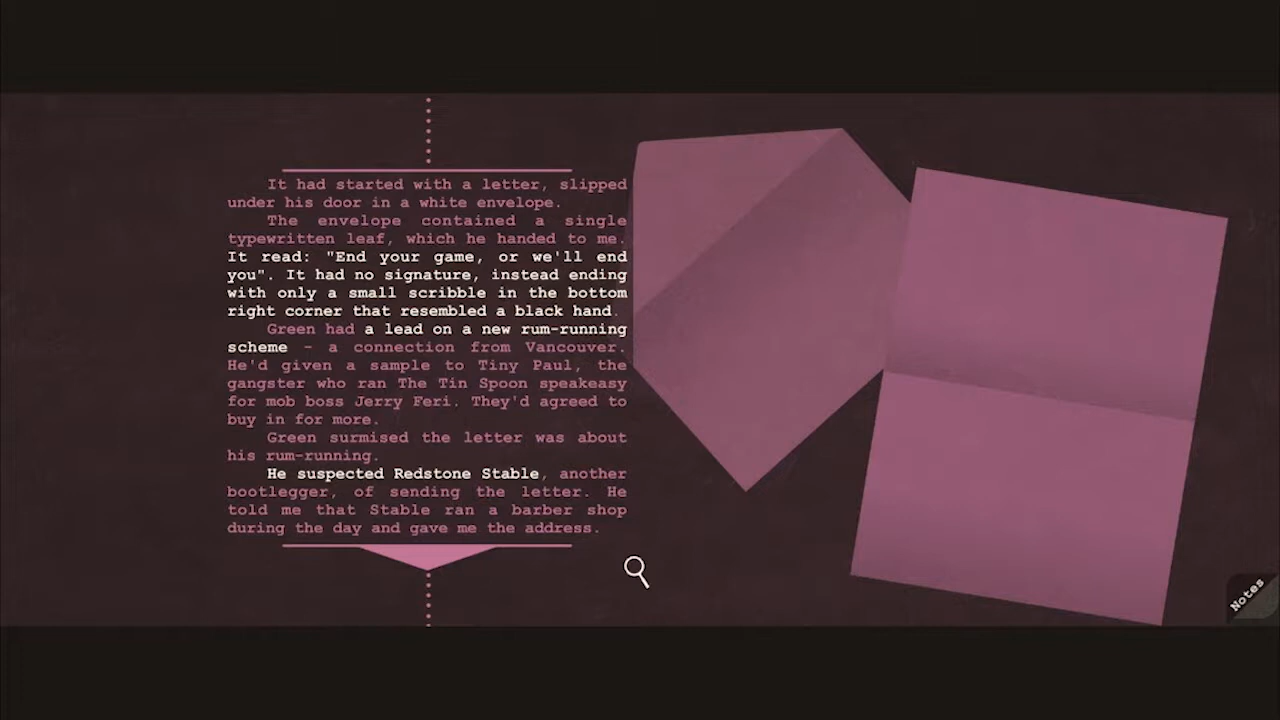 It had started with a letter, slipped
under his door in a white envelope.
The envelope contained a single
typewritten leaf, which he handed to me.
It read: "End your game, or we'll end
you". It had no signature, instead ending
with only a small scribble in the bottom
right corner that resembled a black hand.
Green had a lead on a new rum-running
scheme - a connection from Vancouver.
He'd given a sample to Tiny Paul, the
gangster who ran The Tin Spoon speakeasy
for mob boss Jerry Feri. They'd agreed to
buy in for more.
Green surmised the letter was about
his rum-running.
He suspected Redstone Stable, another
bootlegger, of sending the letter. He
told me that Stable ran a barber shop
during the day and gave me the address.
Notes